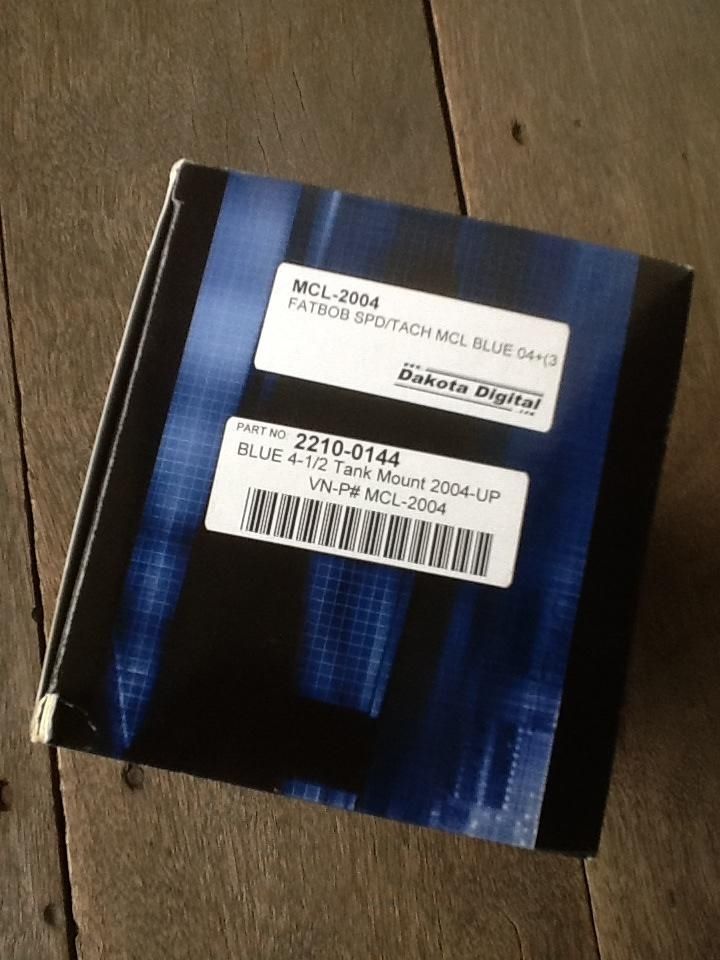 MCL-2004
FATBOB SPD/TACH MCL BLUE 04+(3
Dakota Digital
PART NO: 2210-0144
BLUE 4-1/2 Tank Mount 2004-UP
VN-P# MCL-2004